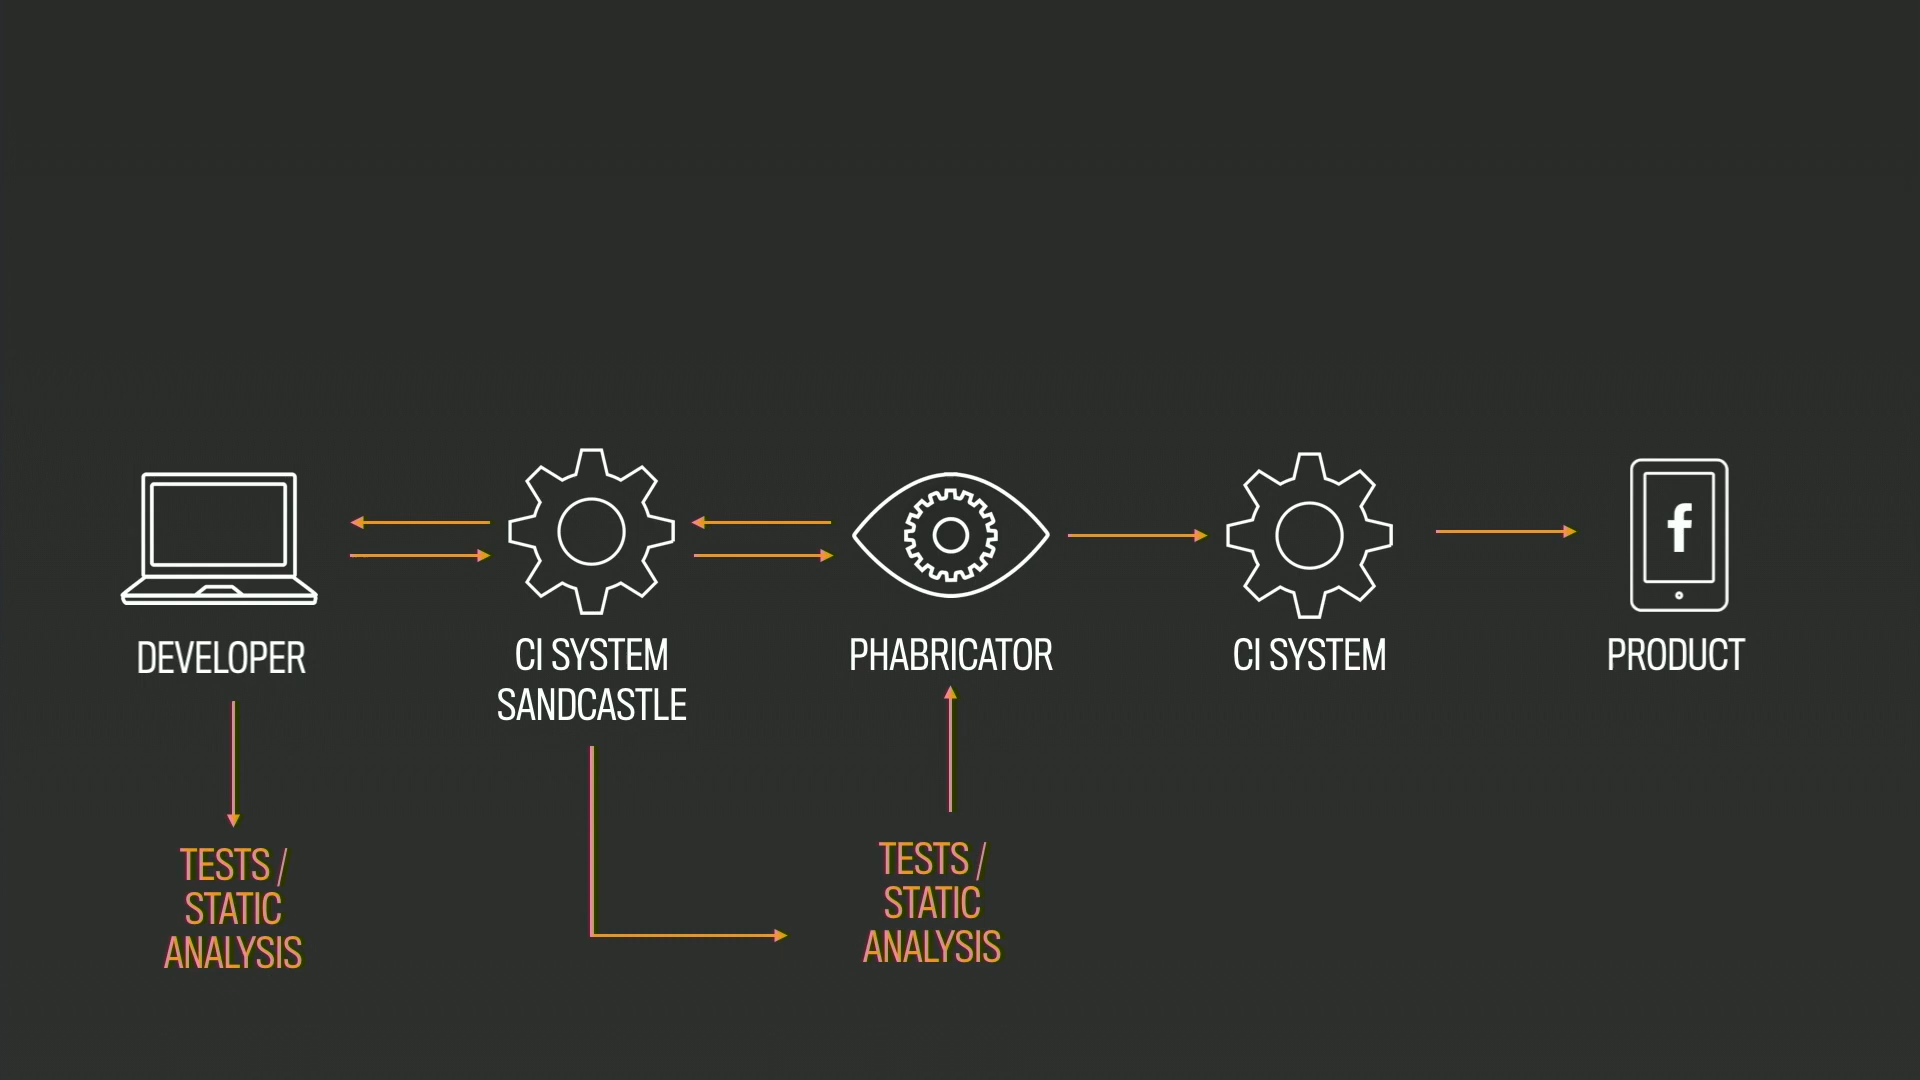 f
DEVELOPER
CI SYSTEM
SANDCASTLE
PHABRICATOR
CI SYSTEM
PRODUCT
TESTS /
STATIC
ANALYSIS
TESTS /
STATIC
ANALYSIS